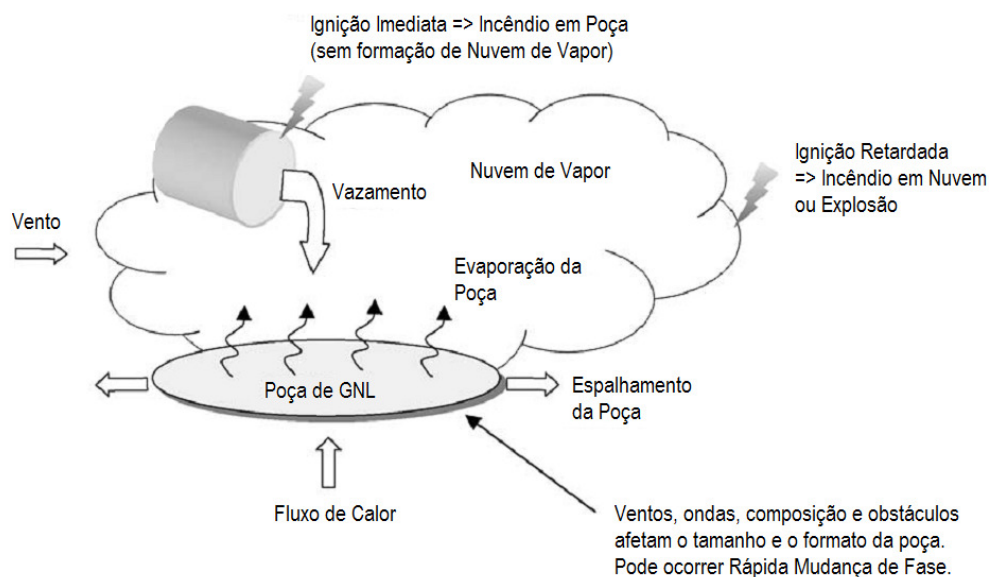 Ignição Imediata => Incêndio em Poça
(sem formação de Nuvem de Vapor)
Ignição Retardada
=> Incêndio em Nuvem
ou Explosão
Nuvem de Vapor
Vazamento
Vento
Evaporação da
Poça
Poça de GNL
Espalhamento
da Poça
Fluxo de Calor
Ventos, ondas, composição e obstáculos
afetam o tamanho e o formato da poça.
Pode ocorrer Rápida Mudança de Fase.